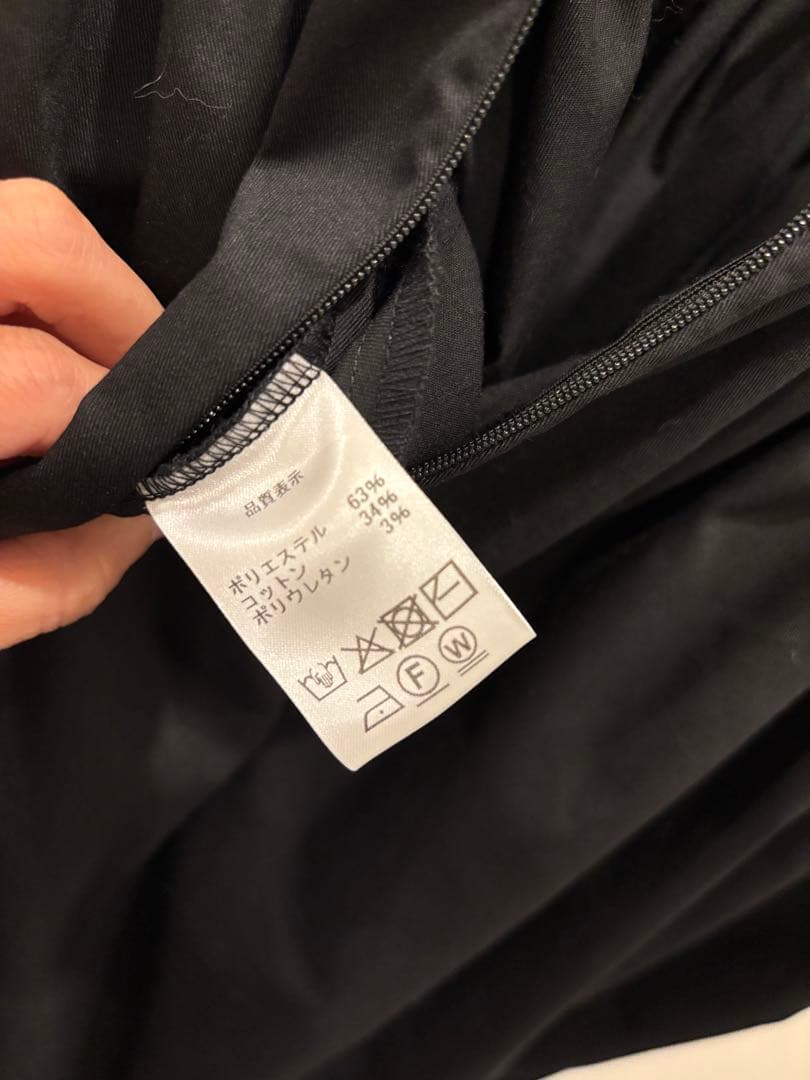 品質表示
ポリエステル 63%
コットン 34%
ポリウレタン 3%
F W